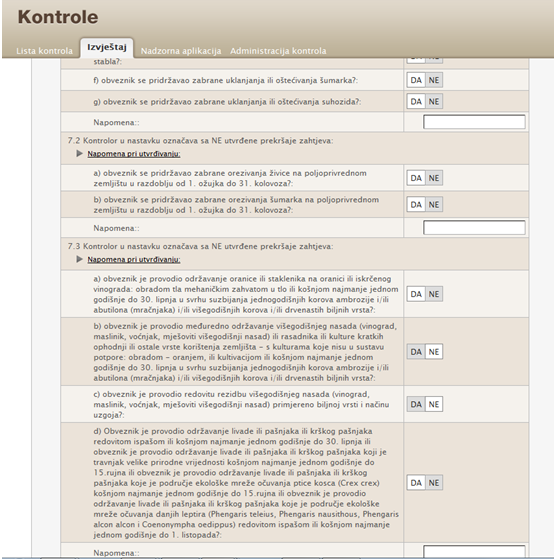 Kontrole
Lista kontrola Izvještaj Nadzorna aplikacija Administracija kontrola
stabla?:
f) obveznik se pridržavao zabrane uklanjanja ili oštećivanja šumarka?: DA NE
g) obveznik se pridržavao zabrane uklanjanja ili oštećivanja suhozida?: DA NE
Napomena::
7.2 Kontrolor u nastavku označava sa NE utvrđene prekršaje zahtjeva:
Napomena pri utvrđivanju:
a) obveznik se pridržavao zabrane orezivanja živice na poljoprivrednom
zemljištu u razdoblju od 1. ožujka do 31. kolovoza?: DA NE
b) obveznik se pridržavao zabrane orezivanja šumarka na poljoprivrednom
zemljištu u razdoblju od 1. ožujka do 31. kolovoza?: DA NE
Napomena::
7.3 Kontrolor u nastavku označava sa NE utvrđene prekršaje zahtjeva:
Napomena pri utvrđivanju:
a) obveznik je provodio održavanje oranice ili staklenika na oranici ili iskrčenog
vinograda: obradom tla mehaničkim zahvatom u tlo ili košnjom najmanje jednom
godišnje do 30. lipnja u svrhu suzbijanja jednogodišnjih korova ambrozije i/ili
abutilona (mračnjaka) i/ili višegodišnjih korova i/ili drvenastih biljnih vrsta?: DA NE
b) obveznik je provodio međuredno održavanje višegodišnjeg nasada (vinograd,
maslinik, voćnjak, mješoviti višegodišnji nasad) ili rasadnika ili kulture kratkih
ophodnji ili ostale vrste korištenja zemljišta - s kulturama koje nisu u sustavu
potpore: obradom - oranjem, ili kultivacijom ili košnjom najmanje jednom
godišnje do 30. lipnja u svrhu suzbijanja jednogodišnjih korova ambrozije i/ili
abutilona (mračnjaka) i/ili višegodišnjih korova i/ili drvenastih biljnih vrsta?: DA NE
c) obveznik je provodio redovitu rezidbu višegodišnjeg nasada (vinograd,
maslinik, voćnjak, mješoviti višegodišnji nasad) primjereno biljnoj vrsti i načinu
uzgoja?: DA NE
d) Obveznik je provodio održavanje livade ili pašnjaka ili krškog pašnjaka
redovitom ispašom ili košnjom najmanje jednom godišnje do 30. lipnja ili
obveznik je provodio održavanje livade ili pašnjaka ili krškog pašnjaka koji je
travnjak velike prirodne vrijednosti košnjom najmanje jednom godišnje do
15.rujna ili obveznik je provodio održavanje livade ili pašnjaka ili krškog
pašnjaka koje je područje ekološke mreže očuvanja ptice kosca (Crex crex)
košnjom najmanje jednom godišnje do 15.rujna ili obveznik je provodio
održavanje livade ili pašnjaka ili krškog pašnjaka koje je područje ekološke
mreže očuvanja danjih leptira (Phengaris teleius, Phengaris nausithous, Phengaris
alcon alcon i Coenonympha oedippus) redovitom ispašom ili košnjom najmanje
jednom godišnje do 1. listopada?: DA NE
Napomena::